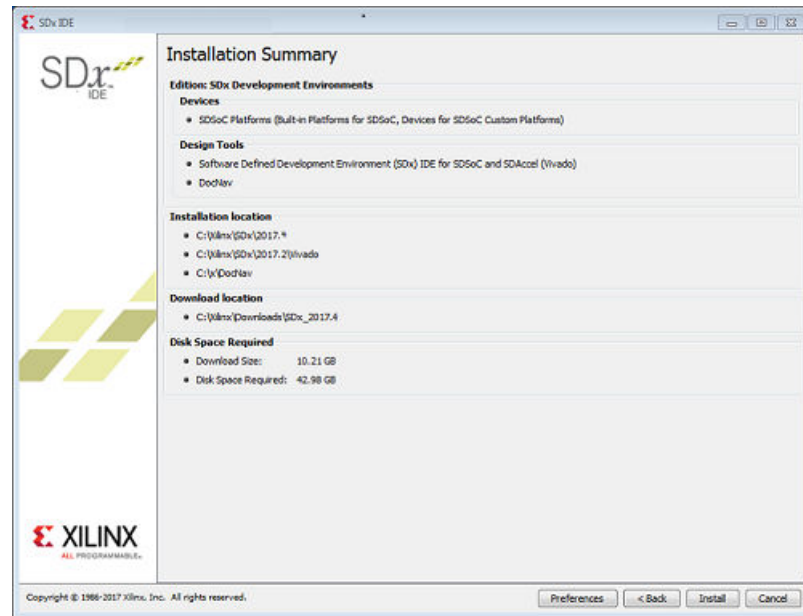 SDx IDE
SDx
IDE
Installation Summary
Edition: SDx Development Environments
Devices
SDSoC Platforms (Built-in Platforms for SDSoC, Devices for SDSoC Custom Platforms)
Design Tools
Software Defined Development Environment (SDx) IDE for SDSoC and SDAccel (Vivado)
DocNav
Installation location
C:\Xilinx\SDx\2017.*
C:\Xilinx\SDx\2017.2\Vivado
C:\x\DocNav
Download location
C:\Xilinx\Downloads\SDx_2017.4
Disk Space Required
Download Size: 10.21 GB
Disk Space Required: 42.98 GB
XILINX
ALL PROGRAMMABLE.
Copyright © 1986-2017 Xilinx, Inc. All rights reserved.
Preferences < Back Install Cancel